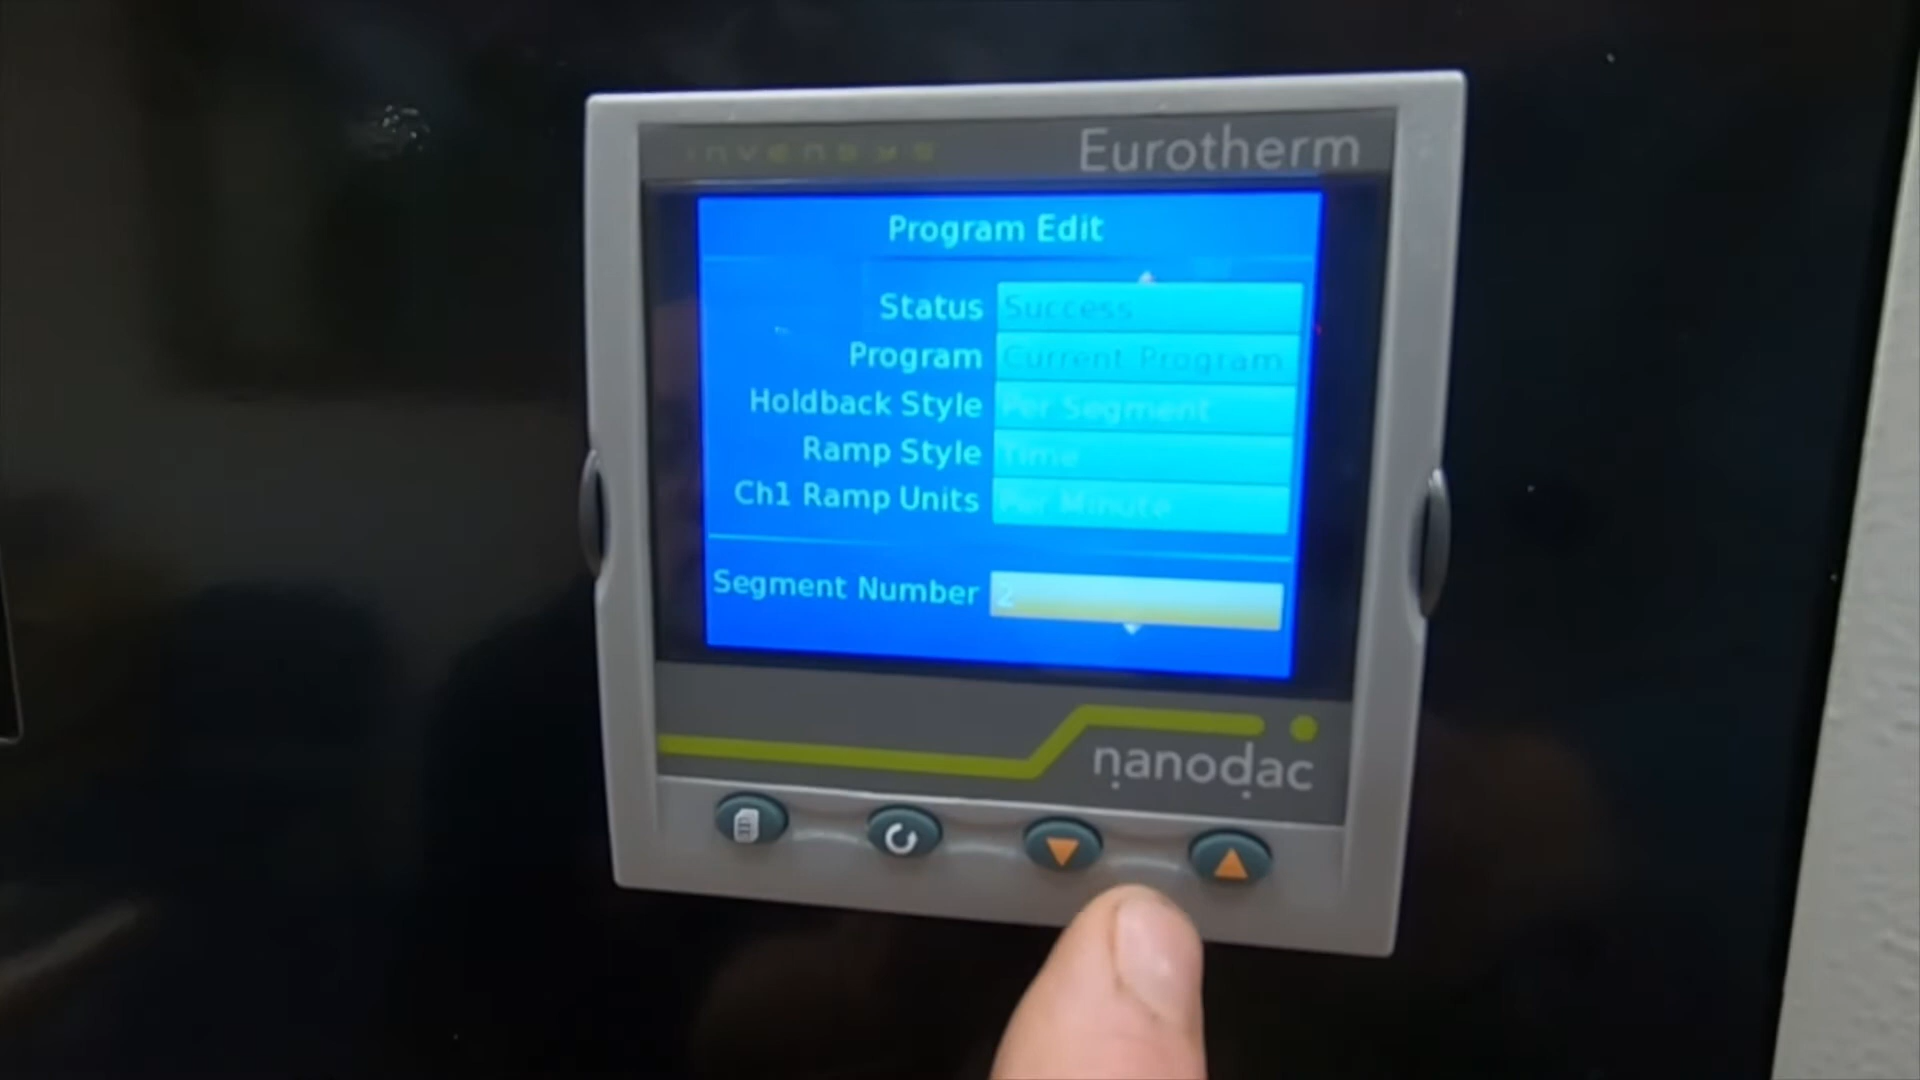 invensys
Eurotherm
Program Edit
Status Success
Program Current Program
Holdback Style Per Segment
Ramp Style Time
Ch1 Ramp Units Per Minute
Segment Number 2
nanodac